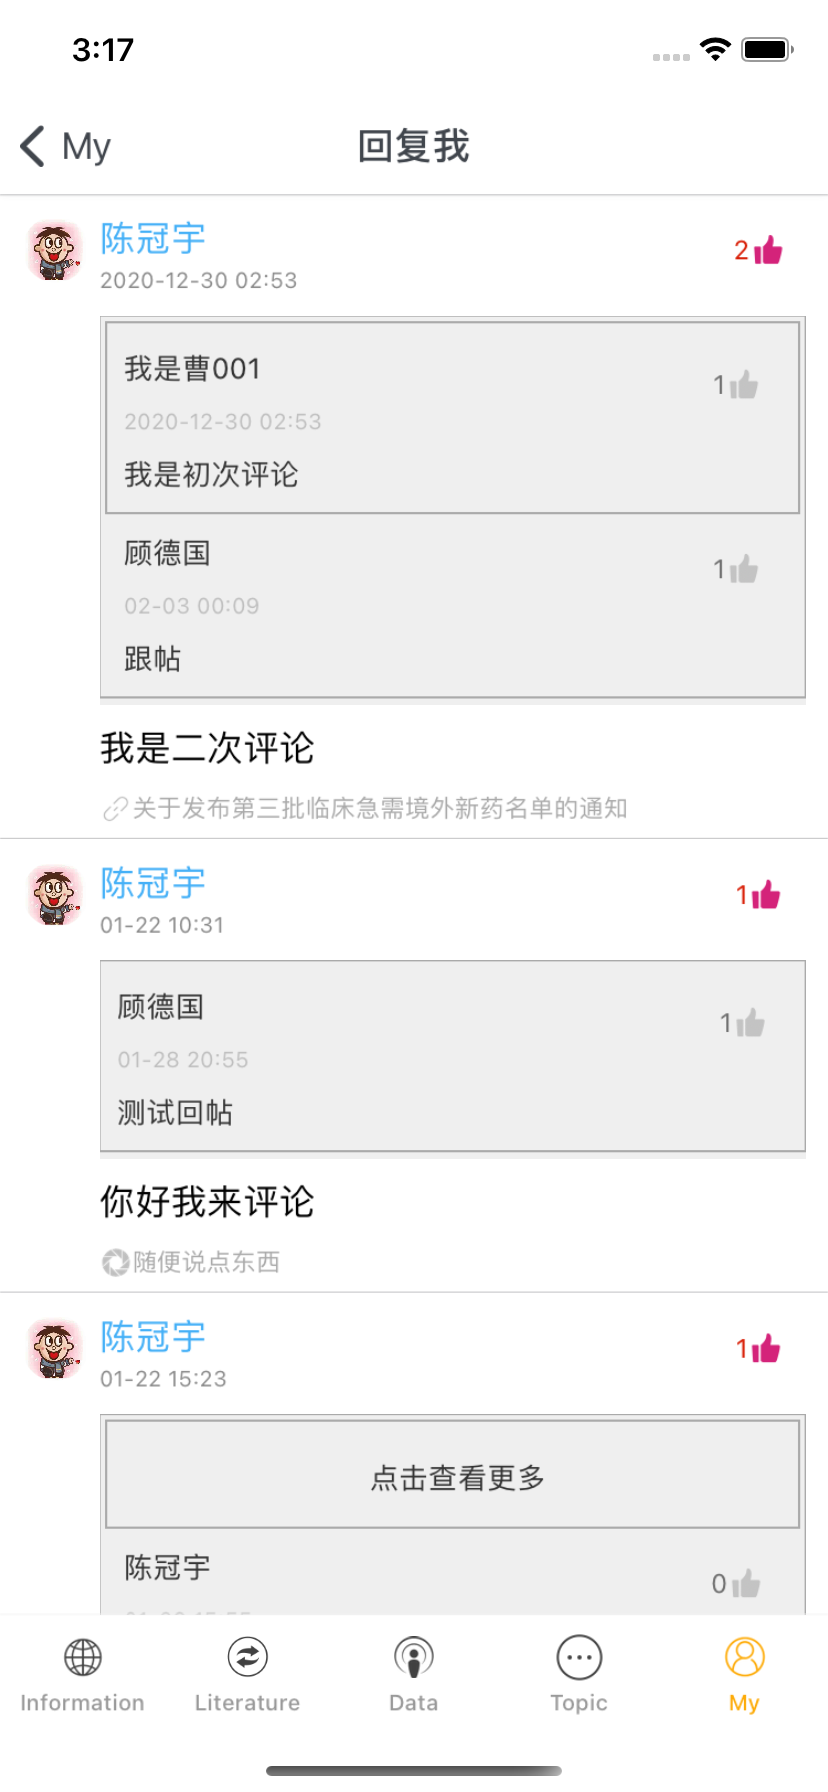 3:17
My
回复我
陈冠宇
2020-12-30 02:53
2
我是曹001
2020-12-30 02:53
1
我是初次评论
顾德国
02-03 00:09
1
跟帖
我是二次评论
关于发布第三批临床急需境外新药名单的通知
陈冠宇
01-22 10:31
1
顾德国
01-28 20:55
1
测试回帖
你好我来评论
随便说点东西
陈冠宇
01-22 15:23
1
点击查看更多
陈冠宇
0
Information
Literature
Data
Topic
My